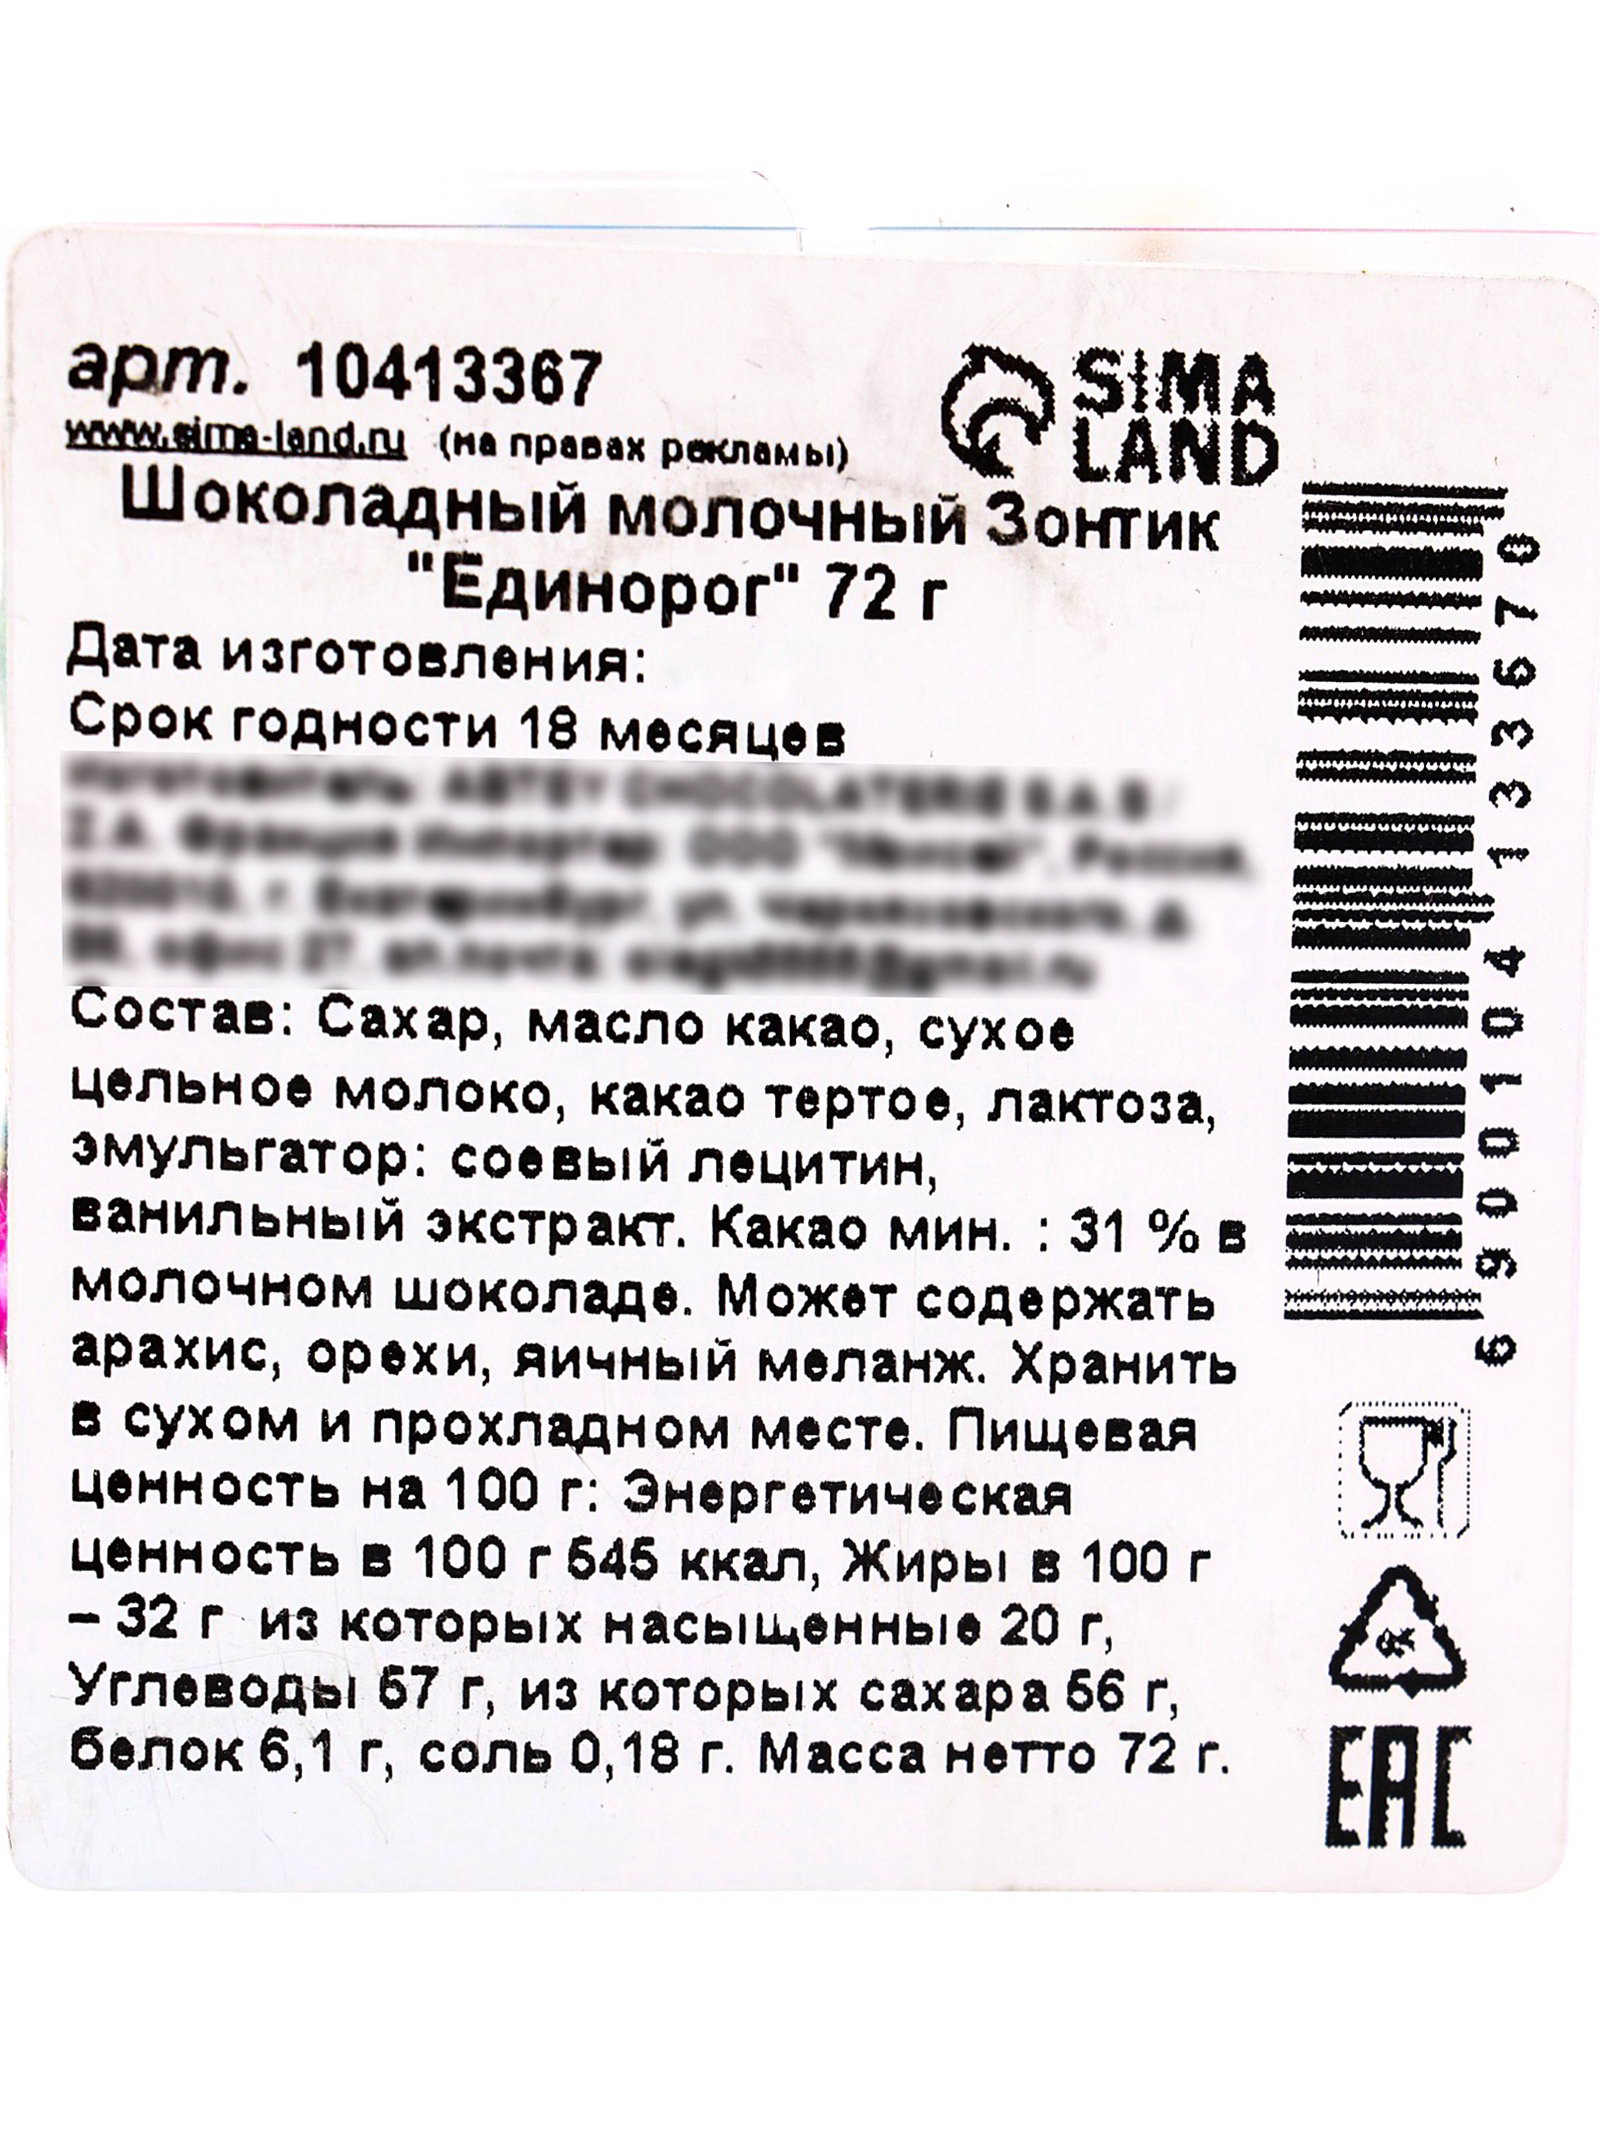 арт. 10413367
SIMA
LAND
www.sima-land.ru (на правах рекламы)
Шоколадный молочный Зонтик
"Единорог" 72 г
Дата изготовления:
Срок годности 18 месяцев
Состав: Сахар, масло какао, сухое
цельное молоко, какао тертое, лактоза,
эмульгатор: соевый лецитин,
ванильный экстракт. Какао мин. : 31 % в
молочном шоколаде. Может содержать
арахис, орехи, яичный меланж. Хранить
в сухом и прохладном месте. Пищевая
ценность на 100 г: Энергетическая
ценность в 100 г 545 ккал, Жиры в 100 г
– 32 г из которых насыщенные 20 г,
Углеводы 57 г, из которых сахара 56 г,
белок 6,1 г, соль 0,18 г. Масса нетто 72 г.
6 900104 133670
EAC